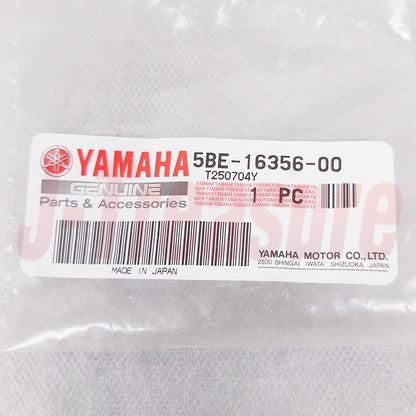 YAMAHA 5BE-16356-00
T250704Y
GENUINE
Parts & Accessories
1 PC
MADE IN JAPAN
YAMAHA MOTOR CO., LTD.
2500 SHINGAI IWATA SHIZUOKA JAPAN